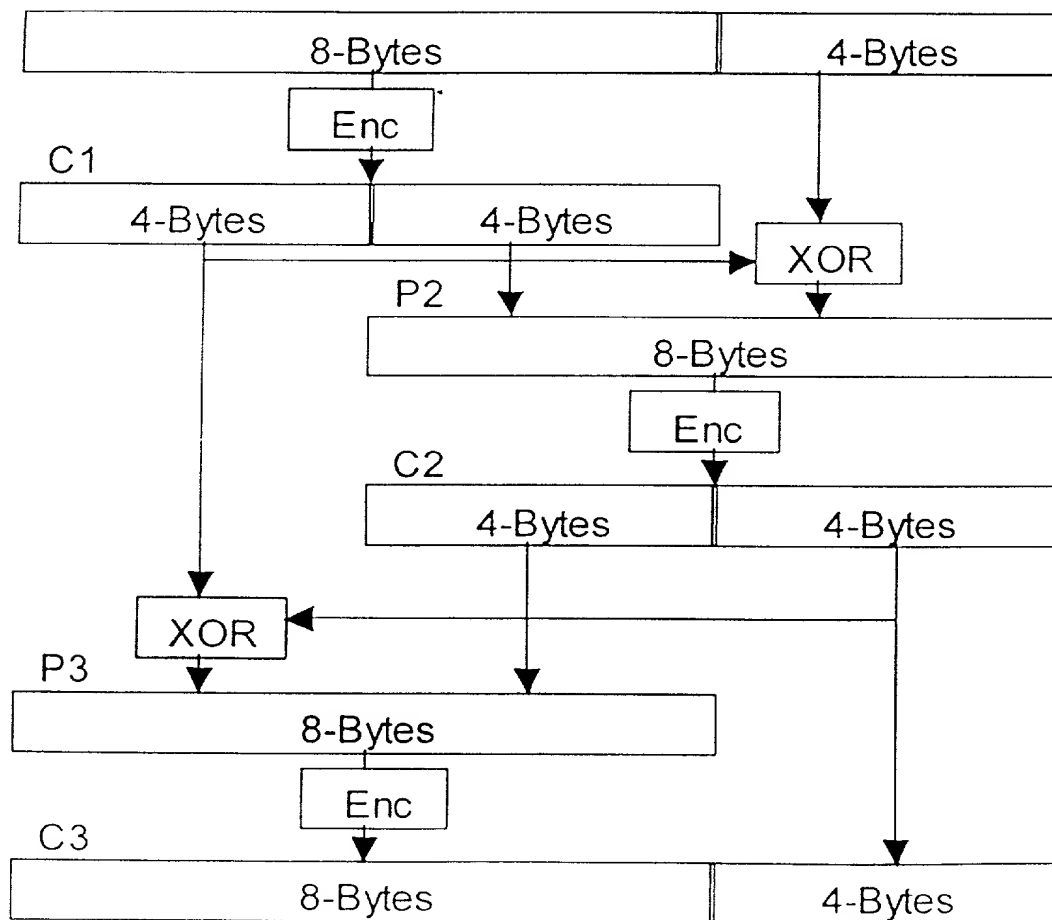 8-Bytes 4-Bytes
Enc
C1
4-Bytes 4-Bytes
XOR
P2
8-Bytes
Enc
C2
4-Bytes 4-Bytes
XOR
P3
8-Bytes
Enc
C3
8-Bytes 4-Bytes